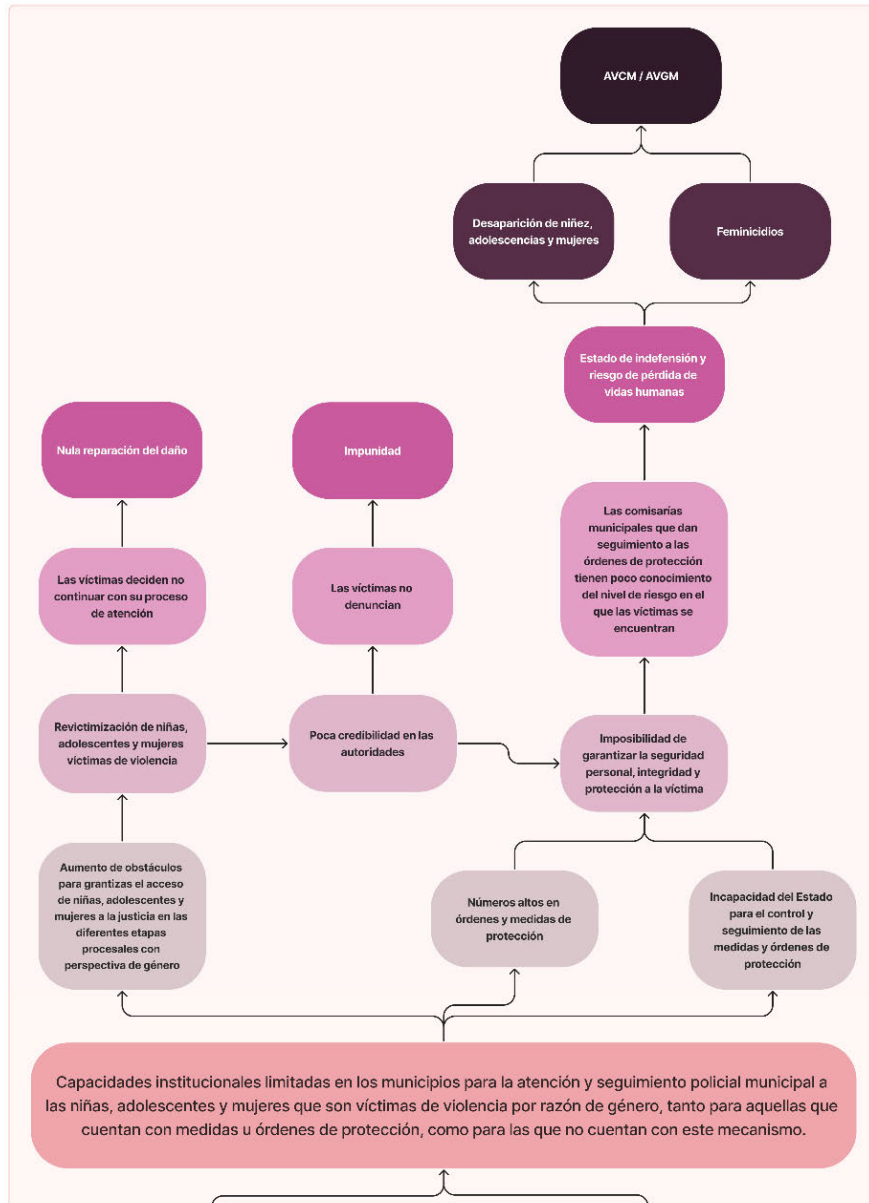 AVCM / AVGM
Desaparición de niñez,
adolescencias y mujeres
Feminicidios
Estado de indefensión y
riesgo de pérdida de
vidas humanas
Nula reparación del daño
Impunidad
Las comisarías
municipales que dan
seguimiento a las
órdenes de protección
tienen poco conocimiento
del nivel de riesgo en el
que las víctimas se
encuentran
Las víctimas deciden no
continuar con su proceso
de atención
Las víctimas no
denuncian
Revictimización de niñas,
adolescentes y mujeres
víctimas de violencia
Poca credibilidad en las
autoridades
Imposibilidad de
garantizar la seguridad
personal, integridad y
protección a la víctima
Aumento de obstáculos
para grantizas el acceso
de niñas, adolescentes y
mujeres a la justicia en las
diferentes etapas
procesales con
perspectiva de género
Números altos en
órdenes y medidas de
protección
Incapacidad del Estado
para el control y
seguimiento de las
medidas y órdenes de
protección
Capacidades institucionales limitadas en los municipios para la atención y seguimiento policial municipal a
las niñas, adolescentes y mujeres que son víctimas de violencia por razón de género, tanto para aquellas que
cuentan con medidas u órdenes de protección, como para las que no cuentan con este mecanismo.